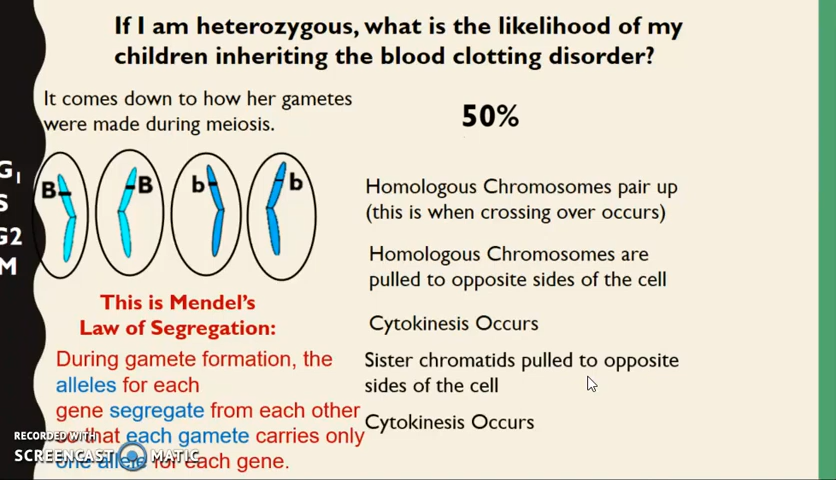 If I am heterozygous, what is the likelihood of my
children inheriting the blood clotting disorder?
It comes down to how her gametes
were made during meiosis.
50%
G1
S
G2
M
B
B
b
b
Homologous Chromosomes pair up
(this is when crossing over occurs)
Homologous Chromosomes are
pulled to opposite sides of the cell
Cytokinesis Occurs
Sister chromatids pulled to opposite
sides of the cell
Cytokinesis Occurs
This is Mendel's
Law of Segregation:
During gamete formation, the
alleles for each
gene segregate from each other
so that each gamete carries only
one allele for each gene.
RECORDED WITH
SCREENCAST MATIC